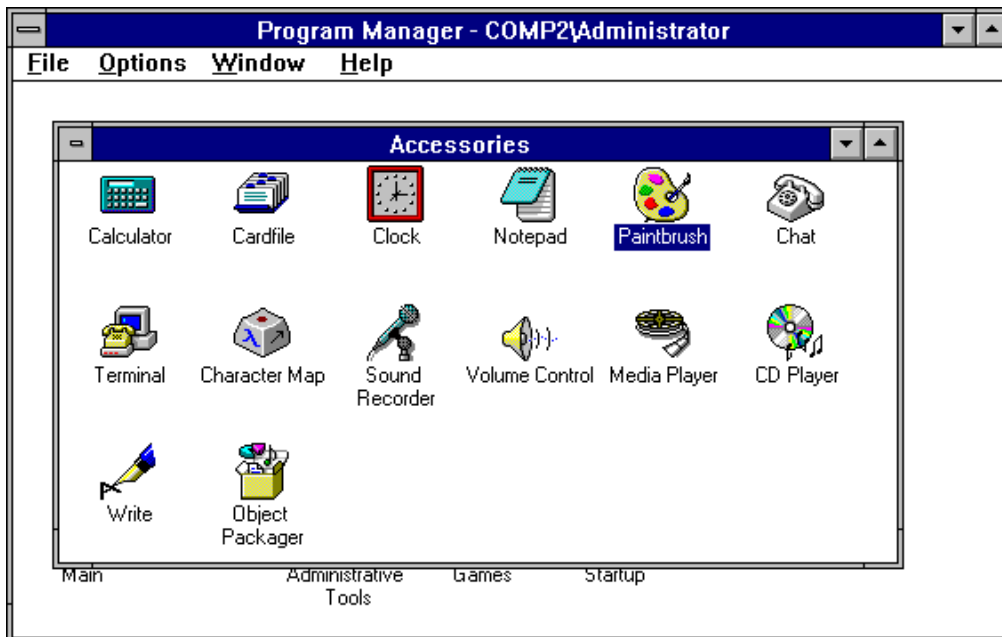 Program Manager - COMP2\Administrator
File Options Window Help
Accessories
Calculator Cardfile Clock Notepad Paintbrush Chat
Terminal Character Map Sound Recorder Volume Control Media Player CD Player
Write Object Packager
Main Administrative Tools Games Startup